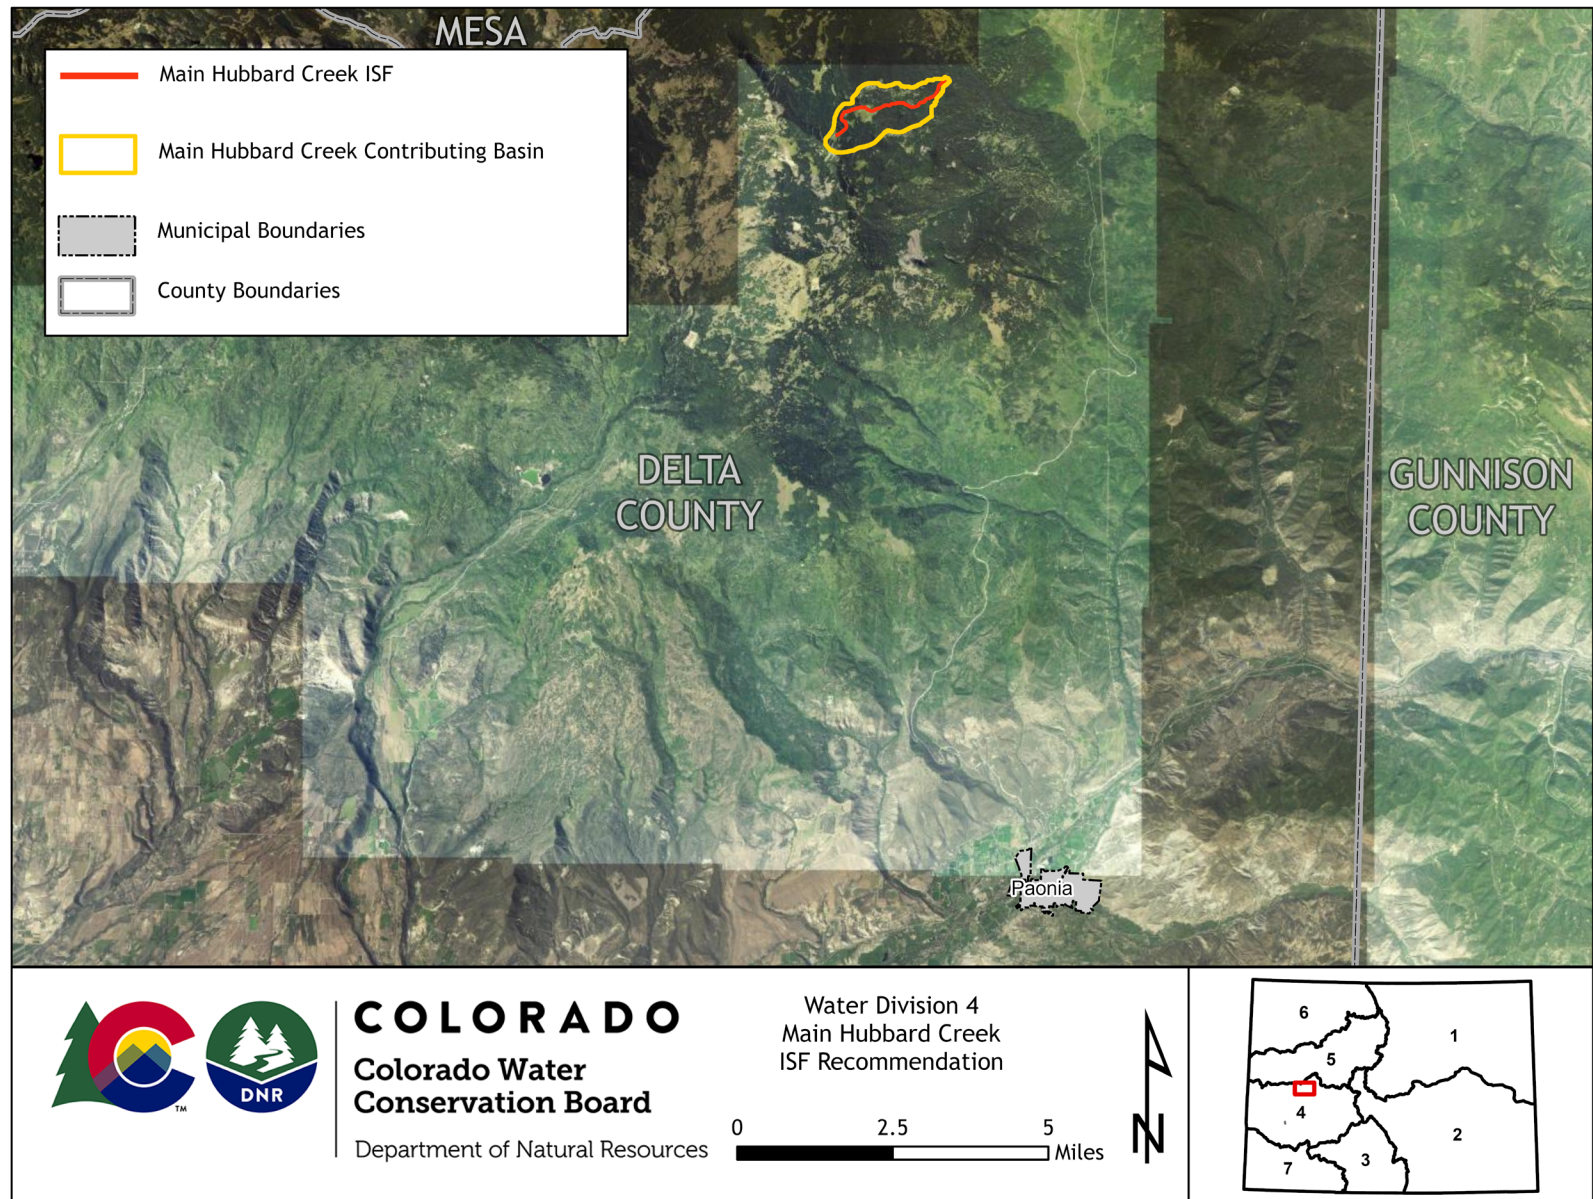 MESA
Main Hubbard Creek ISF
Main Hubbard Creek Contributing Basin
Municipal Boundaries
County Boundaries
DELTA
COUNTY
GUNNISON
COUNTY
Paonia
COLORADO
Colorado Water
Conservation Board
Department of Natural Resources
TM
DNR
Water Division 4
Main Hubbard Creek
ISF Recommendation
0 2.5 5
Miles
N
6
1
5
4
2
3
7